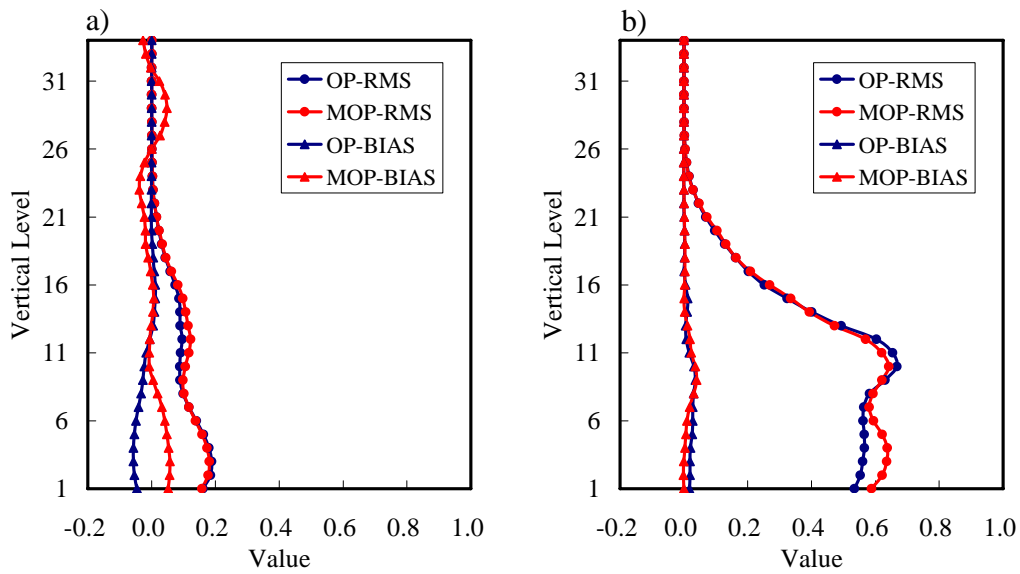 a)
31
26
21
16
11
6
1
Vertical Level
OP-RMS
MOP-RMS
OP-BIAS
MOP-BIAS
-0.2 0.0 0.2 0.4 0.6 0.8 1.0
Value
b)
31
26
21
16
11
6
1
Vertical Level
OP-RMS
MOP-RMS
OP-BIAS
MOP-BIAS
-0.2 0.0 0.2 0.4 0.6 0.8 1.0
Value